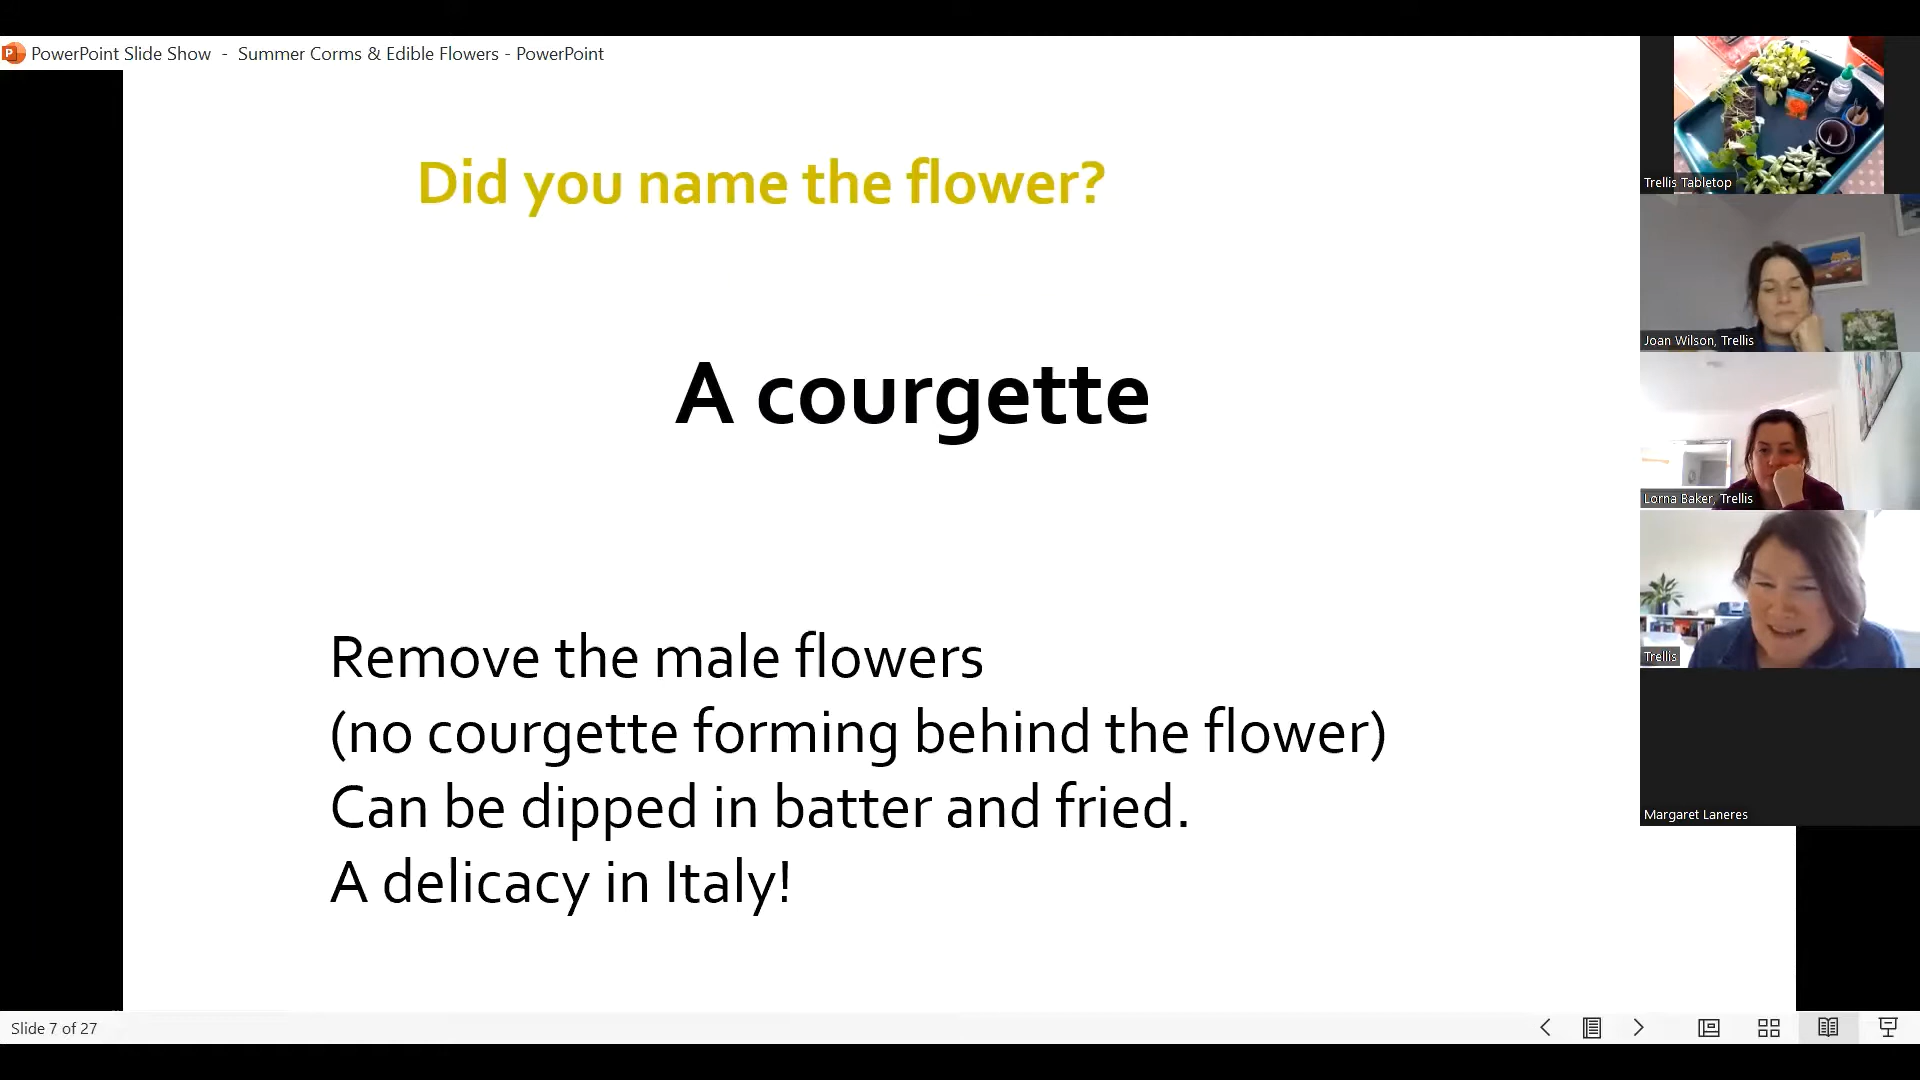 PowerPoint Slide Show - Summer Corms & Edible Flowers - PowerPoint
Did you name the flower?
A courgette
Remove the male flowers
(no courgette forming behind the flower)
Can be dipped in batter and fried.
A delicacy in Italy!
Trellis Tabletop
Joan Wilson, Trellis
Lorna Baker, Trellis
Trellis
Margaret Laneres
Slide 7 of 27